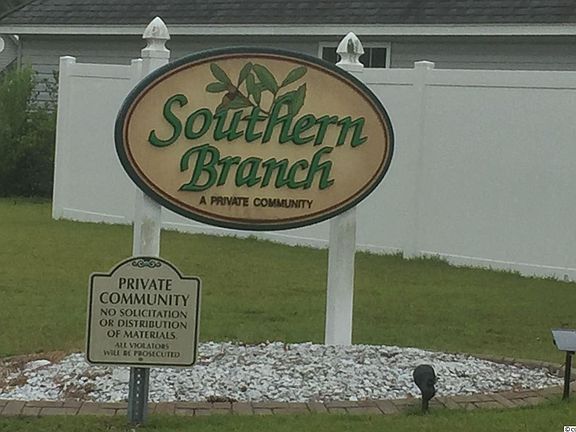 Southern
Branch
A PRIVATE COMMUNITY
PRIVATE
COMMUNITY
NO SOLICITATION
OR DISTRIBUTION
OF MATERIALS.
ALL VIOLATORS
WILL BE PROSECUTED